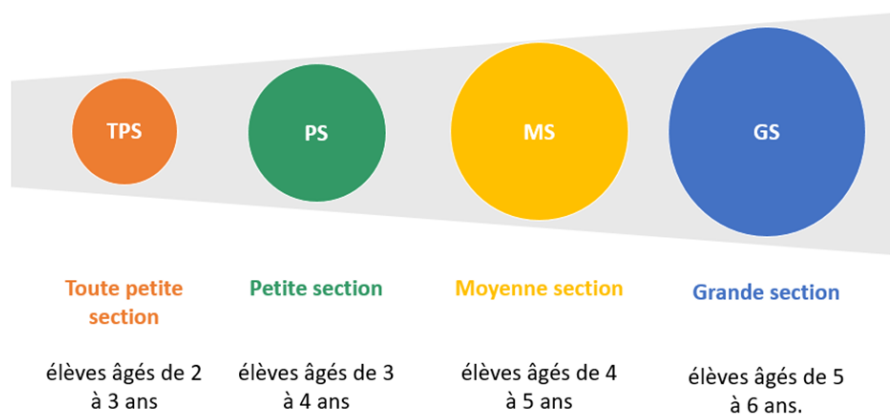 TPS
PS
MS
GS
Toute petite
section
Petite section
Moyenne section
Grande section
élèves âgés de 2
à 3 ans
élèves âgés de 3
à 4 ans
élèves âgés de 4
à 5 ans
élèves âgés de 5
à 6 ans.